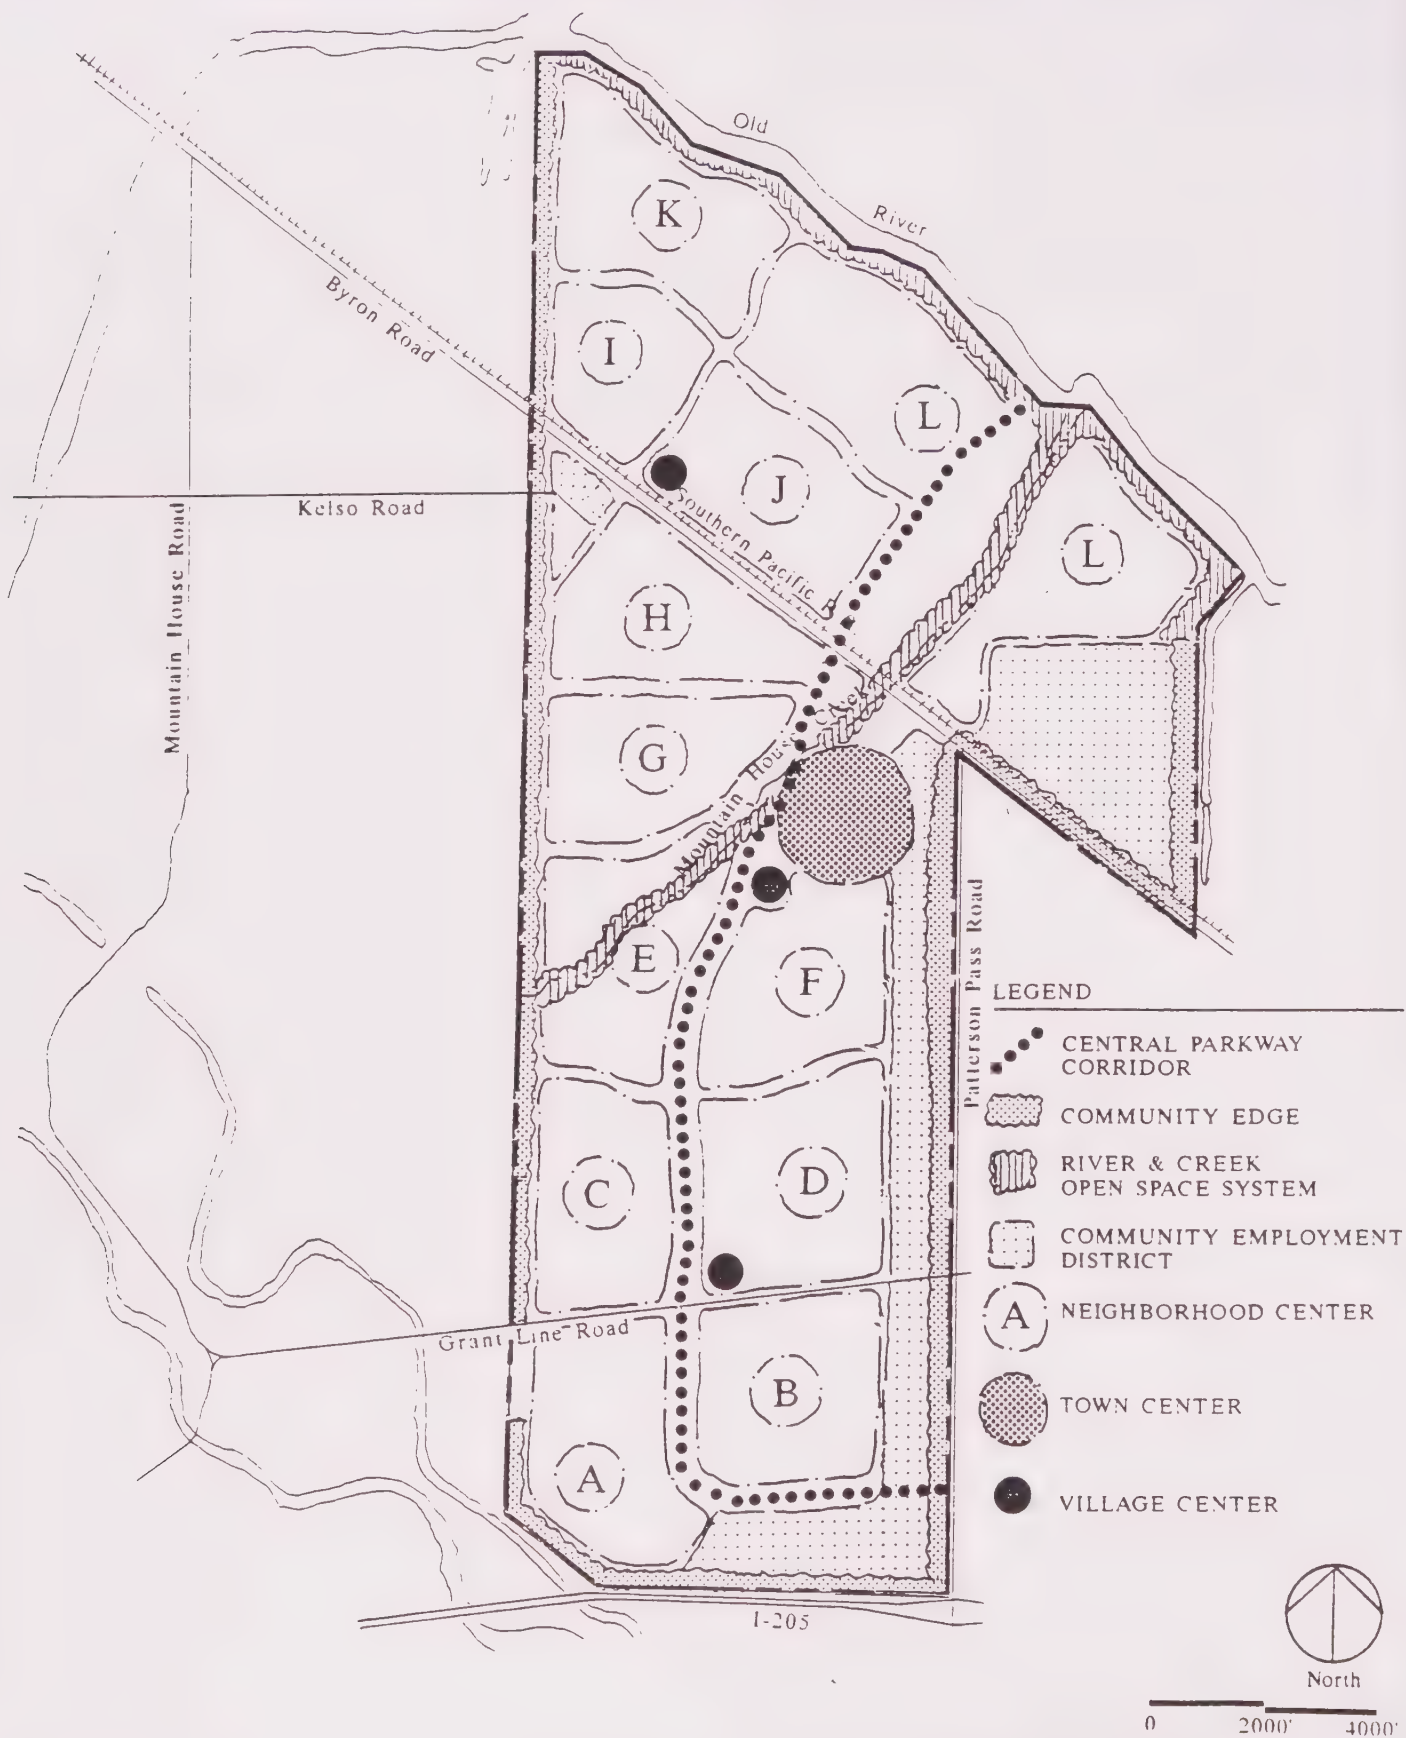 Old
River
K
Byron Road
I
L
J
Kelso Road
Southern Pacific
L
Mountain House Road
H
G
Mountain House Creek
E
F
Patterson Pass Road
C
D
Grant Line Road
B
A
I-205
LEGEND
CENTRAL PARKWAY
CORRIDOR
COMMUNITY EDGE
RIVER & CREEK
OPEN SPACE SYSTEM
COMMUNITY EMPLOYMENT
DISTRICT
A
NEIGHBORHOOD CENTER
TOWN CENTER
VILLAGE CENTER
North
0 2000' 4000'